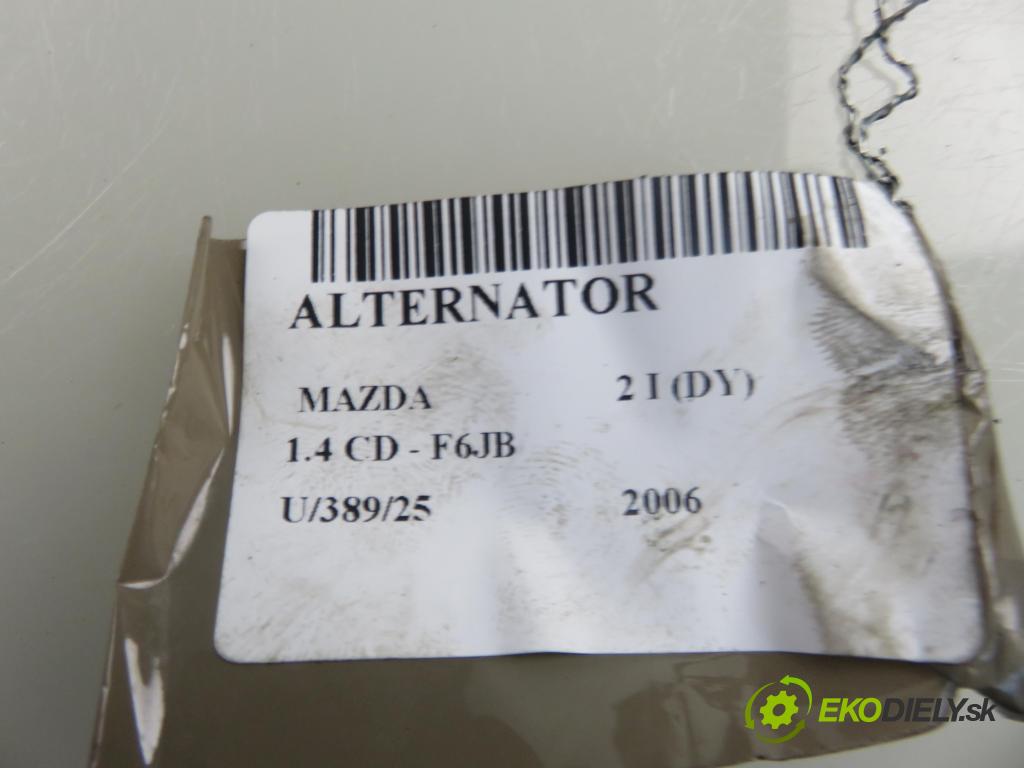 ALTERNATOR
MAZDA 2 I (DY)
1.4 CD - F6JB
U/389/25 2006
EKODIELY.sk